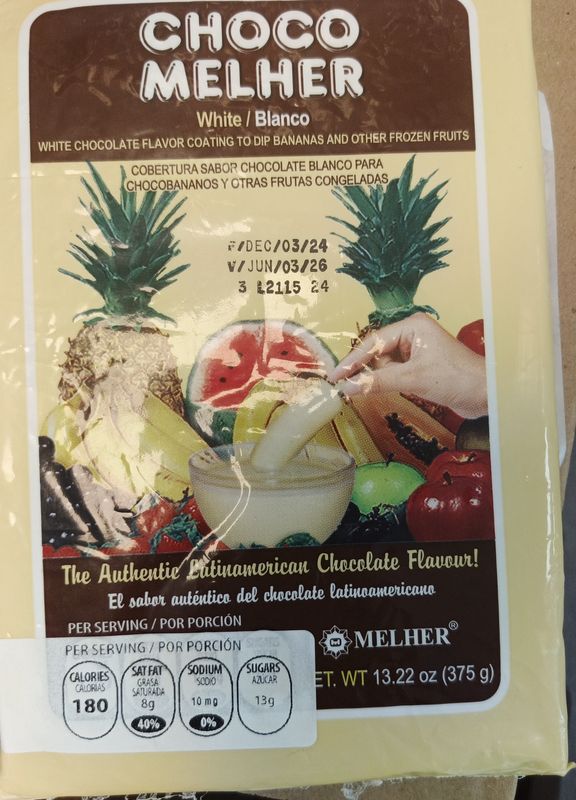 CHOCO
MELHER
White / Blanco
WHITE CHOCOLATE FLAVOR COATING TO DIP BANANAS AND OTHER FROZEN FRUITS
COBERTURA SABOR CHOCOLATE BLANCO PARA
CHOCOBANANOS Y OTRAS FRUTAS CONGELADAS
F/DEC/03/24
V/JUN/03/26
3 L2115 24
The Authentic Latinamerican Chocolate Flavour!
El sabor auténtico del chocolate latinoamericano
PER SERVING / POR PORCIÓN
PER SERVING / POR PORCIÓN
MELHER®
CALORIES
CALORIAS
180
SAT FAT
GRASA
SATURADA
8g
40%
SODIUM
SODIO
10 mg
0%
SUGARS
AZUCAR
13g
ET. WT 13.22 oz (375 g)